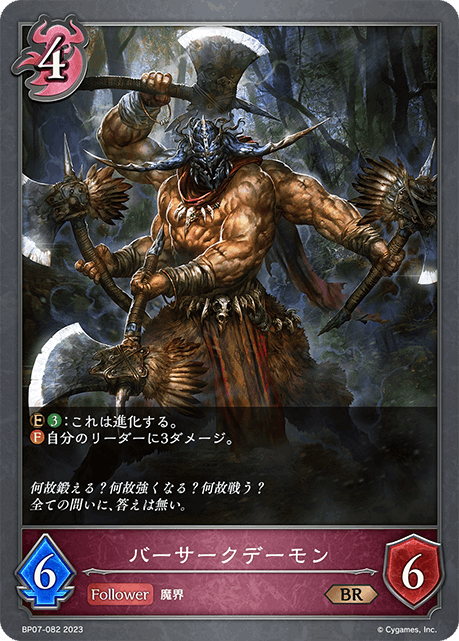 4
E 3:これは進化する。
F 自分のリーダーに3ダメージ。
何故鍛える?何故強くなる?何故戦う?
全ての問いに、答えは無い。
バーサークデーモン
6
Follower 魔界
BR
6
BP07-082 2023
© Cygames, Inc.